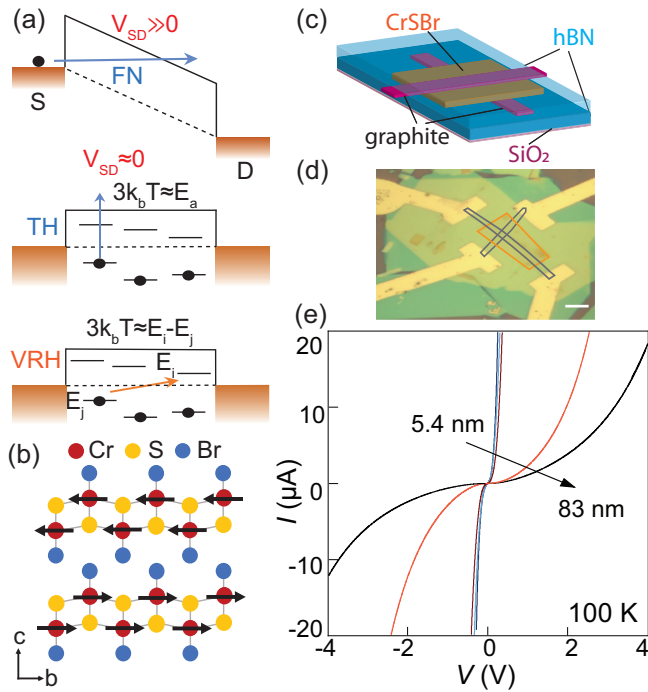 (a)
V_SD≫0
FN
S
D
V_SD≈0
3k_bT≈E_a
TH
3k_bT≈E_i-E_j
VRH
E_i
E_j
(b)
Cr S Br
c
b
(c)
CrSBr
hBN
graphite
SiO₂
(d)
(e)
20
10
0
-10
-20
I (µA)
5.4 nm
83 nm
100 K
-4 -2 0 2 4
V (V)